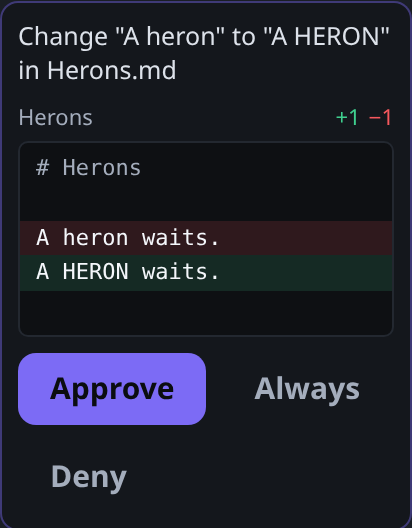 Change "A heron" to "A HERON"
in Herons.md
Herons +1 −1
# Herons
A heron waits.
A HERON waits.
Approve Always
Deny